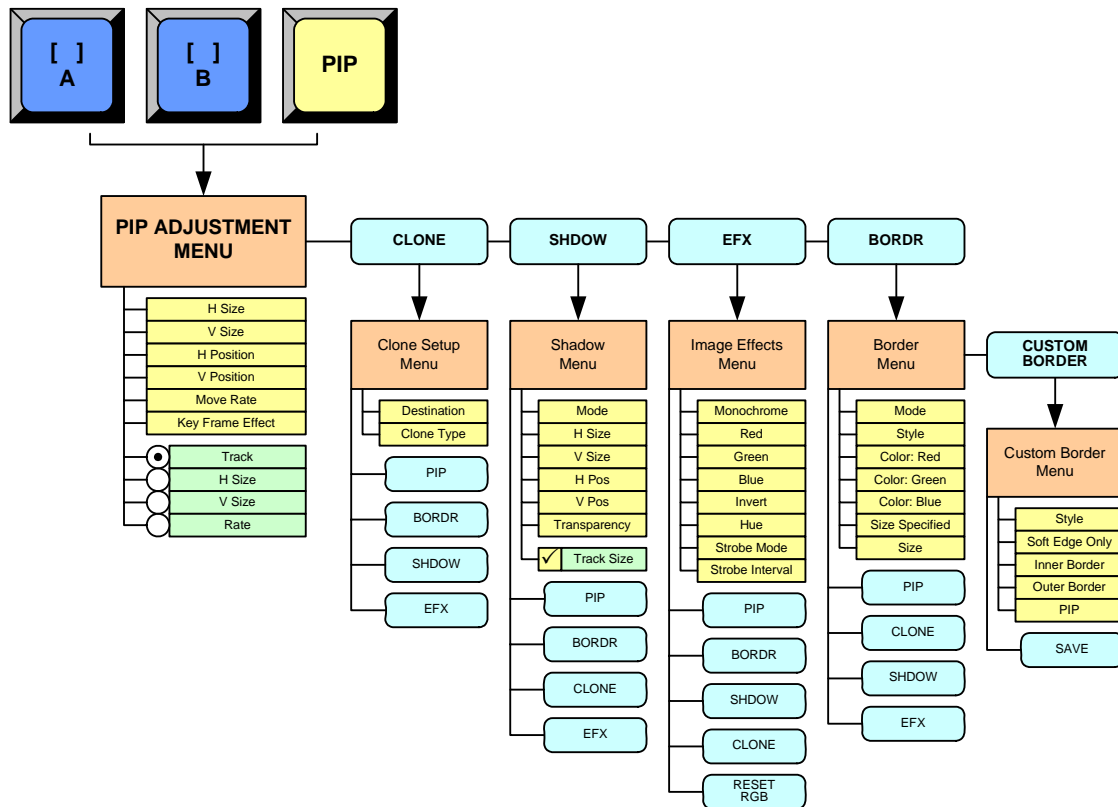 [ ]
A
[ ]
B
PIP
PIP ADJUSTMENT
MENU
CLONE
SHDOW
EFX
BORDR
H Size
V Size
H Position
V Position
Move Rate
Key Frame Effect
Track
H Size
V Size
Rate
Clone Setup
Menu
Destination
Clone Type
PIP
BORDR
SHDOW
EFX
Shadow
Menu
Mode
H Size
V Size
H Pos
V Pos
Transparency
Track Size
PIP
BORDR
CLONE
EFX
Image Effects
Menu
Monochrome
Red
Green
Blue
Invert
Hue
Strobe Mode
Strobe Interval
PIP
BORDR
SHDOW
CLONE
RESET
RGB
Border
Menu
Mode
Style
Color: Red
Color: Green
Color: Blue
Size Specified
Size
PIP
CLONE
SHDOW
EFX
CUSTOM
BORDER
Custom Border
Menu
Style
Soft Edge Only
Inner Border
Outer Border
PIP
SAVE